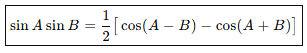 sin A sin B = 1/2 [ cos(A − B) − cos(A + B) ]